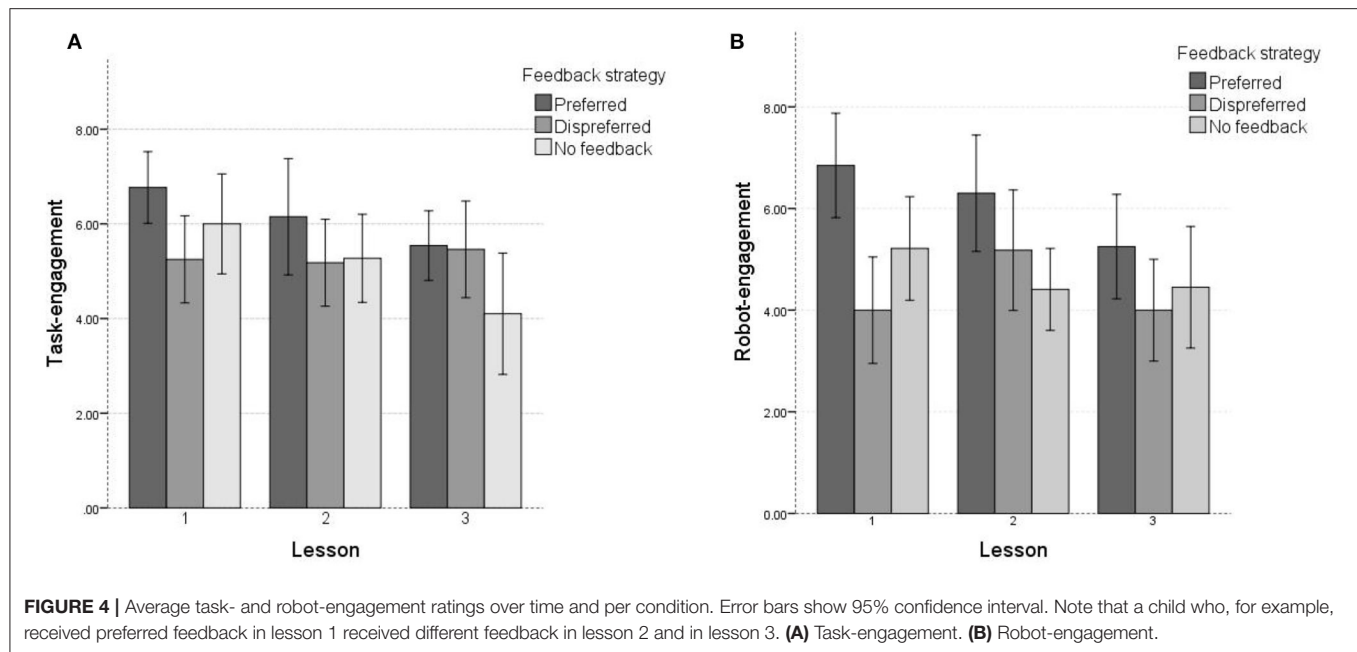 A
Feedback strategy
Preferred
Dispreferred
No feedback
8.00
6.00
4.00
2.00
.00
Task-engagement
1 2 3
Lesson
B
Feedback strategy
Preferred
Dispreferred
No feedback
8.00
6.00
4.00
2.00
0.00
Robot-engagement
1 2 3
Lesson
FIGURE 4 | Average task- and robot-engagement ratings over time and per condition. Error bars show 95% confidence interval. Note that a child who, for example,
received preferred feedback in lesson 1 received different feedback in lesson 2 and in lesson 3. (A) Task-engagement. (B) Robot-engagement.